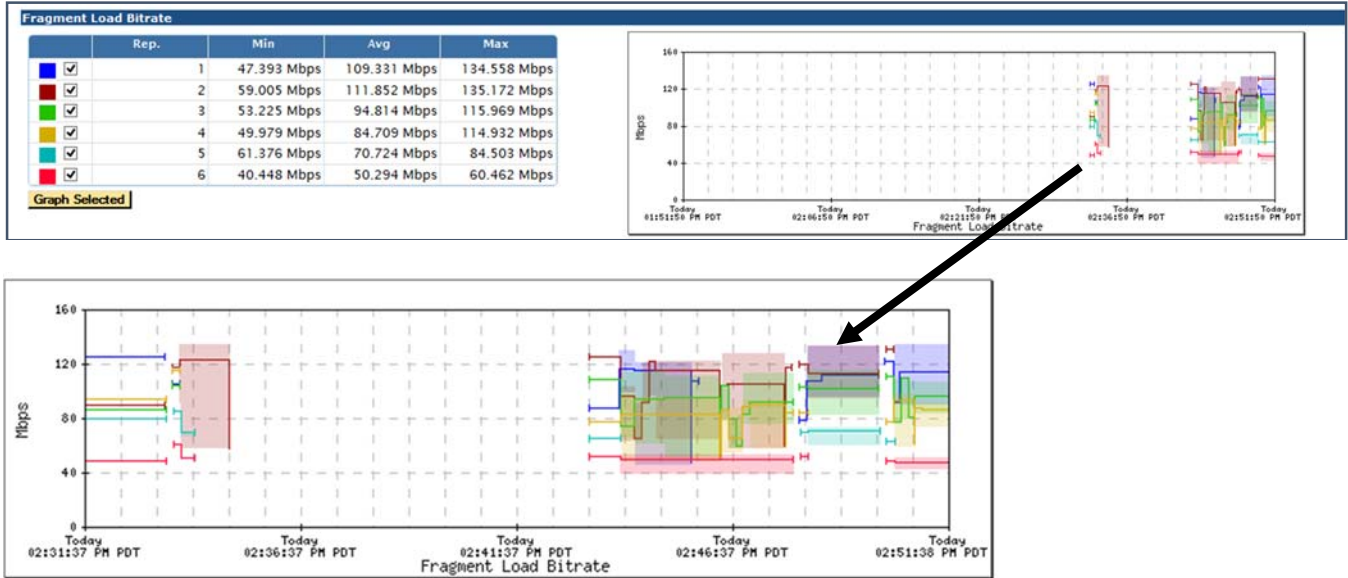 Fragment Load Bitrate
Rep. Min Avg Max
1 47.393 Mbps 109.331 Mbps 134.558 Mbps
2 59.005 Mbps 111.852 Mbps 135.172 Mbps
3 53.225 Mbps 94.814 Mbps 115.969 Mbps
4 49.979 Mbps 84.709 Mbps 114.932 Mbps
5 61.376 Mbps 70.724 Mbps 84.503 Mbps
6 40.448 Mbps 50.294 Mbps 60.462 Mbps
Graph Selected
160
120
80
40
0
Mbps
Today Today Today Today Today
01:51:50 PM PDT 02:06:50 PM PDT 02:21:50 PM PDT 02:36:50 PM PDT 02:51:50 PM PDT
Fragment Load Bitrate
160
120
80
40
0
Mbps
Today Today Today Today Today
02:31:37 PM PDT 02:36:37 PM PDT 02:41:37 PM PDT 02:46:37 PM PDT 02:51:38 PM PDT
Fragment Load Bitrate